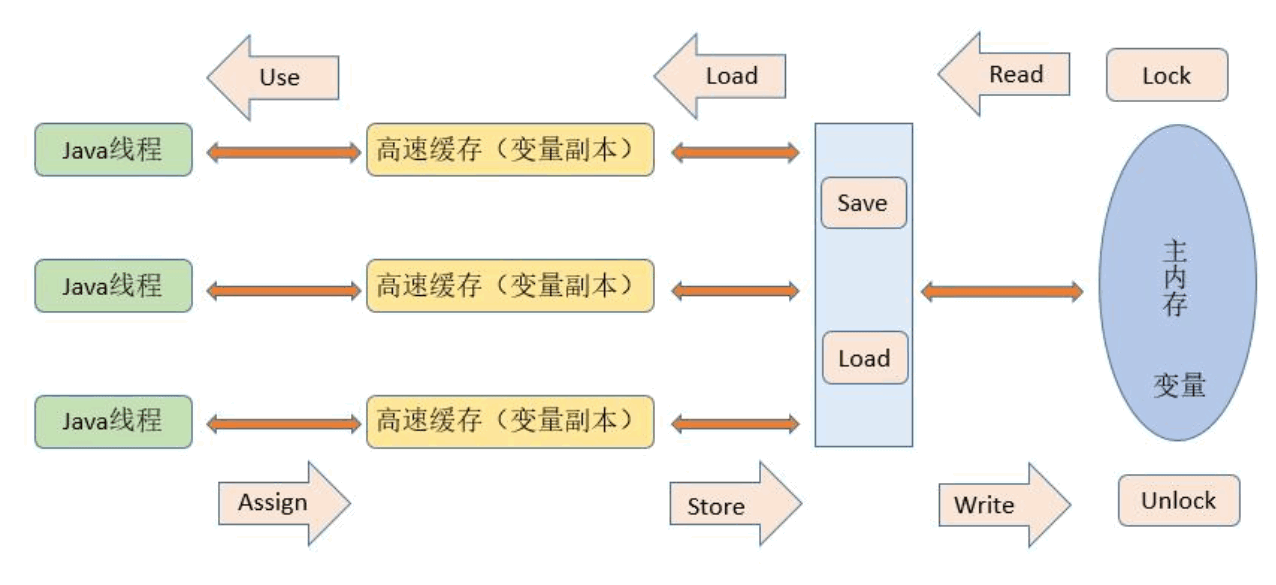 Use
Load
Read
Lock
Java线程
高速缓存（变量副本）
Save
主内存
Java线程
高速缓存（变量副本）
Load
变量
Java线程
高速缓存（变量副本）
Assign
Store
Write
Unlock